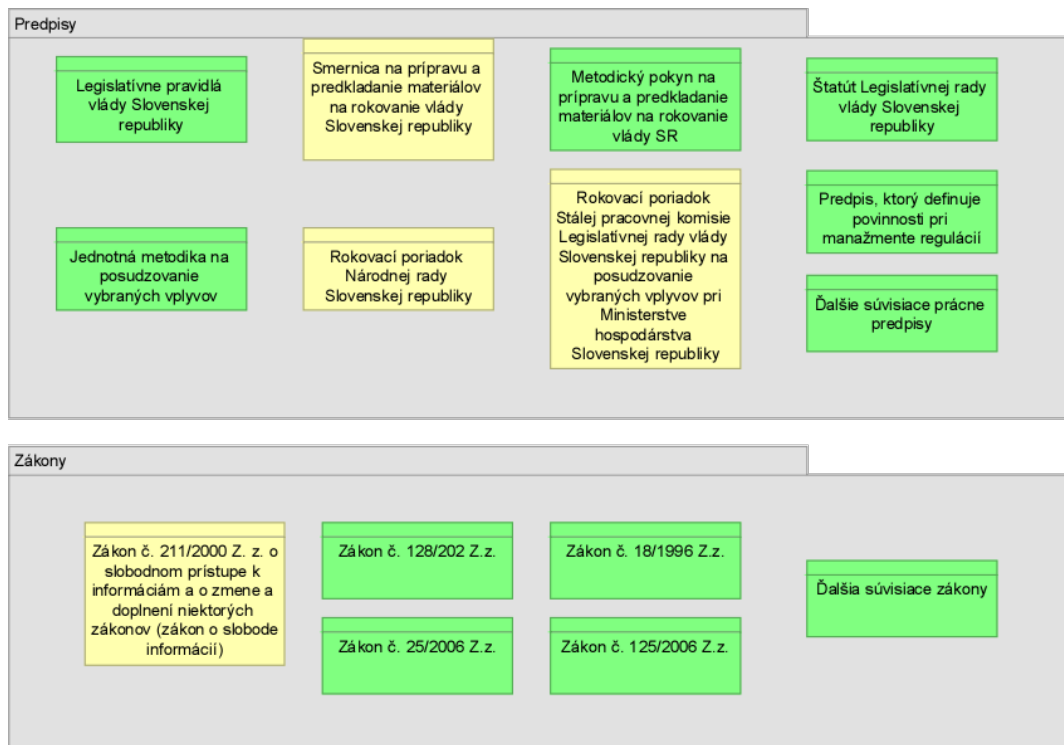 Predpisy
Legislatívne pravidlá
vlády Slovenskej
republiky
Smernica na prípravu a
predkladanie materiálov
na rokovanie vlády
Slovenskej republiky
Metodický pokyn na
prípravu a predkladanie
materiálov na rokovanie
vlády SR
Štatút Legislatívnej rady
vlády Slovenskej
republiky
Jednotná metodika na
posudzovanie
vybraných vplyvov
Rokovací poriadok
Národnej rady
Slovenskej republiky
Rokovací poriadok
Stálej pracovnej komisie
Legislatívnej rady vlády
Slovenskej republiky na
posudzovanie
vybraných vplyvov pri
Ministerstve
hospodárstva
Slovenskej republiky
Predpis, ktorý definuje
povinnosti pri
manažmente regulácií
Ďalšie súvisiace prácne
predpisy
Zákony
Zákon č. 211/2000 Z. z. o
slobodnom prístupe k
informáciám a o zmene a
doplnení niektorých
zákonov (zákon o slobode
informácií)
Zákon č. 128/202 Z.z.
Zákon č. 18/1996 Z.z.
Zákon č. 25/2006 Z.z.
Zákon č. 125/2006 Z.z.
Ďalšia súvisiace zákony